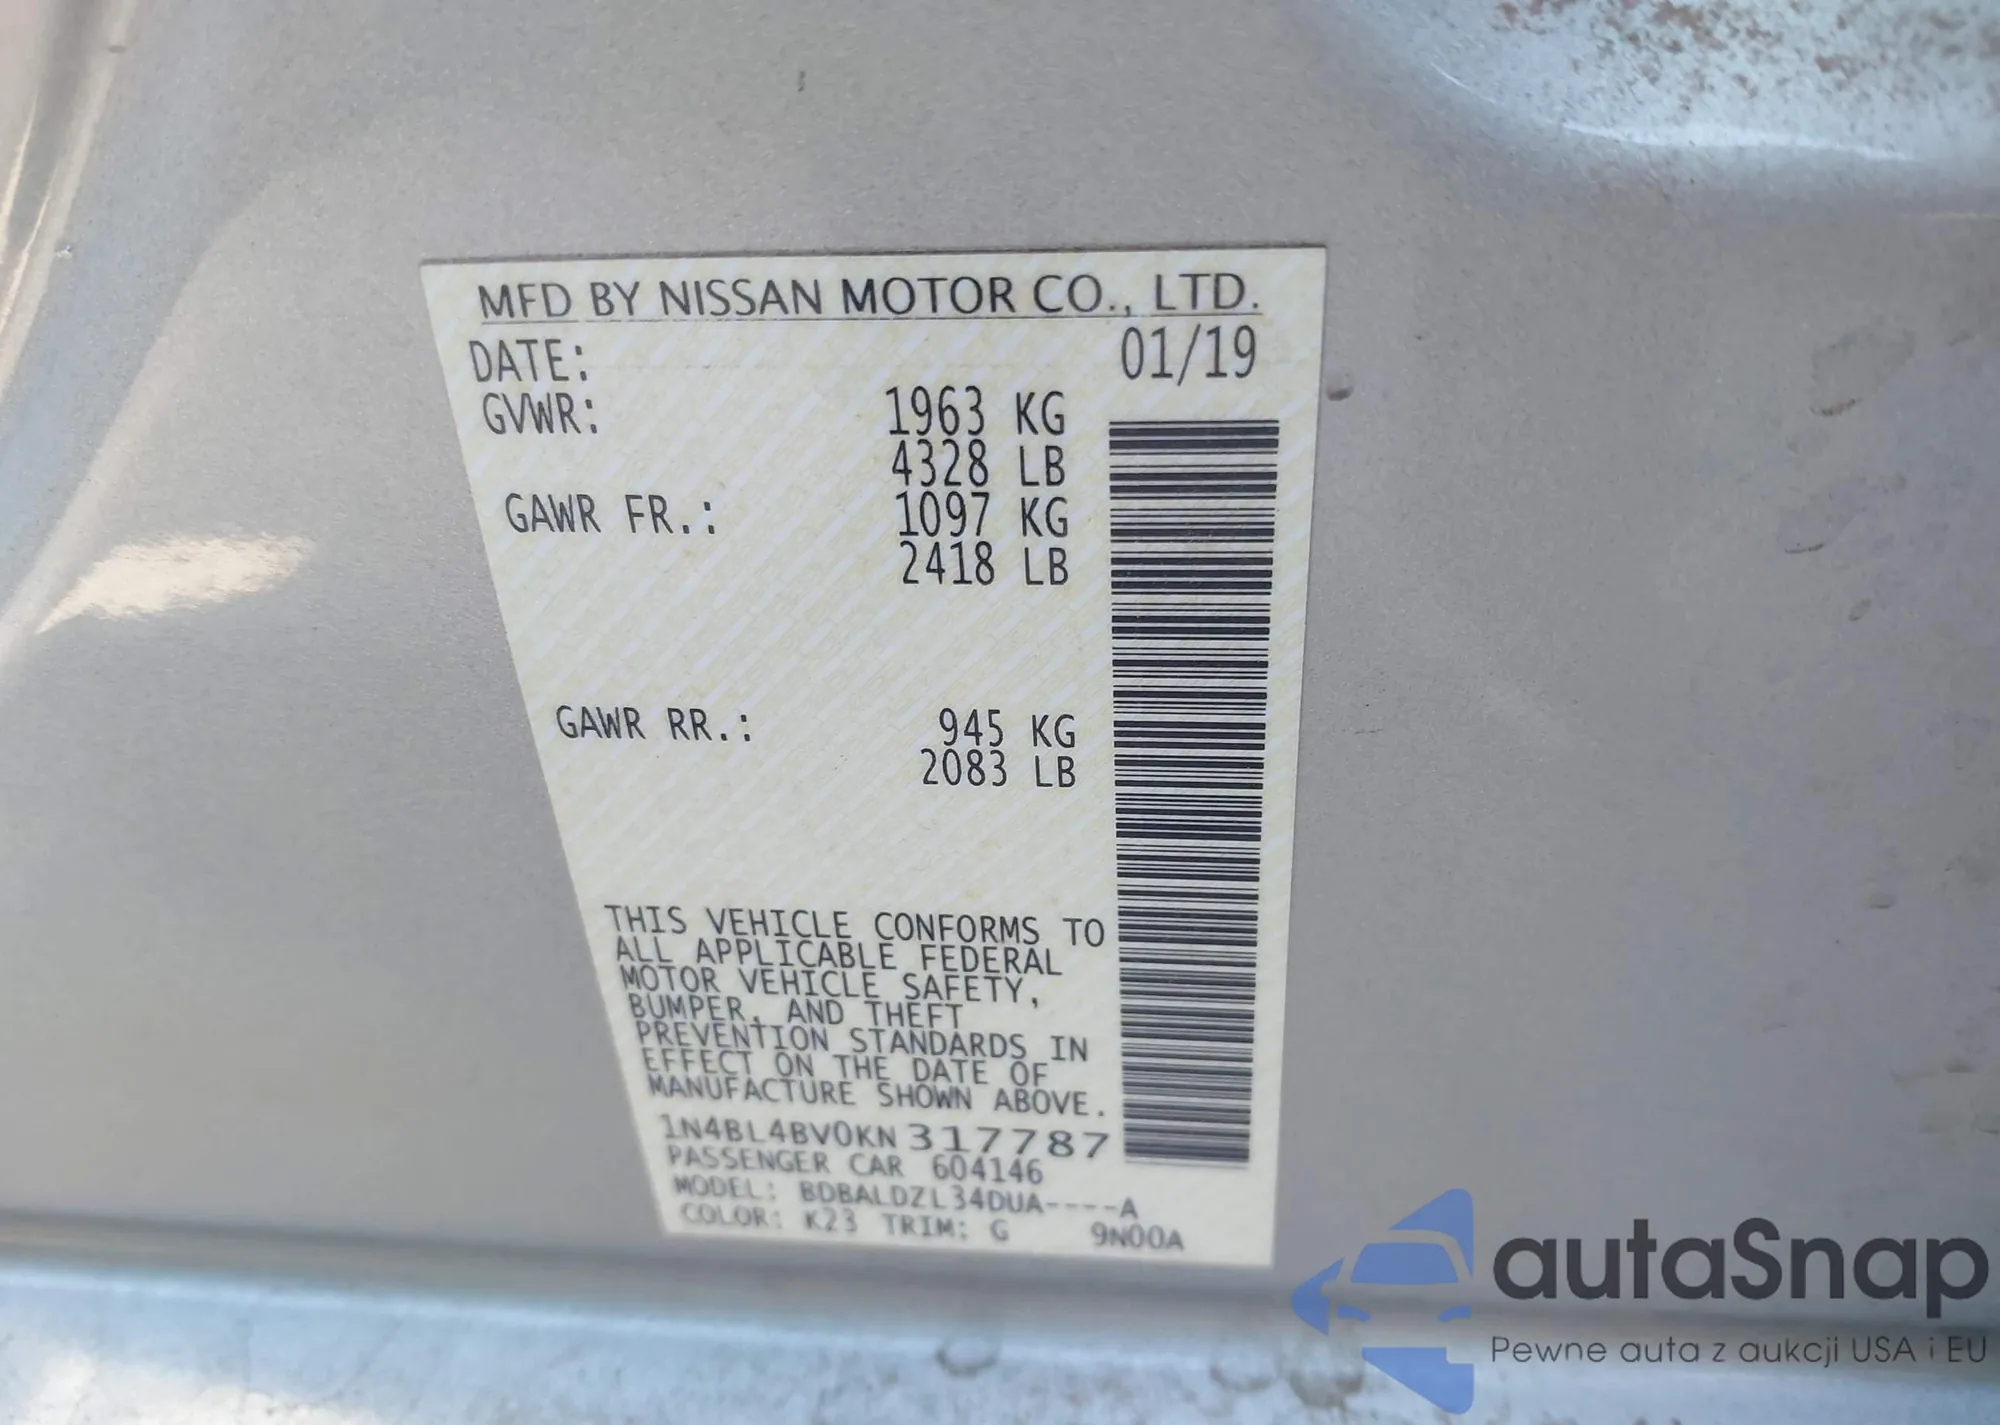 MFD BY NISSAN MOTOR CO., LTD.
DATE: 01/19
GVWR: 1963 KG
4328 LB
GAWR FR.: 1097 KG
2418 LB
GAWR RR.: 945 KG
2083 LB
THIS VEHICLE CONFORMS TO
ALL APPLICABLE FEDERAL
MOTOR VEHICLE SAFETY,
BUMPER, AND THEFT
PREVENTION STANDARDS IN
EFFECT ON THE DATE OF
MANUFACTURE SHOWN ABOVE.
1N4BL4BV0KN317787
PASSENGER CAR 604146
MODEL: BDBALDZL34DUA----A
COLOR: K23 TRIM: G 9N00A
autaSnap
Pewne auta z aukcji USA i EU